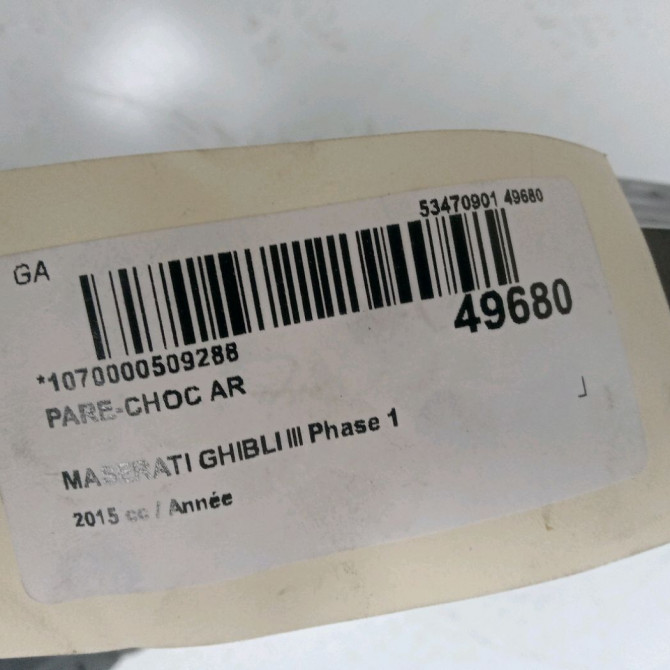 53470901 49680
GA
49680
*1070000509288
PARE-CHOC AR
MASERATI GHIBLI III Phase 1
2015 cc / Année